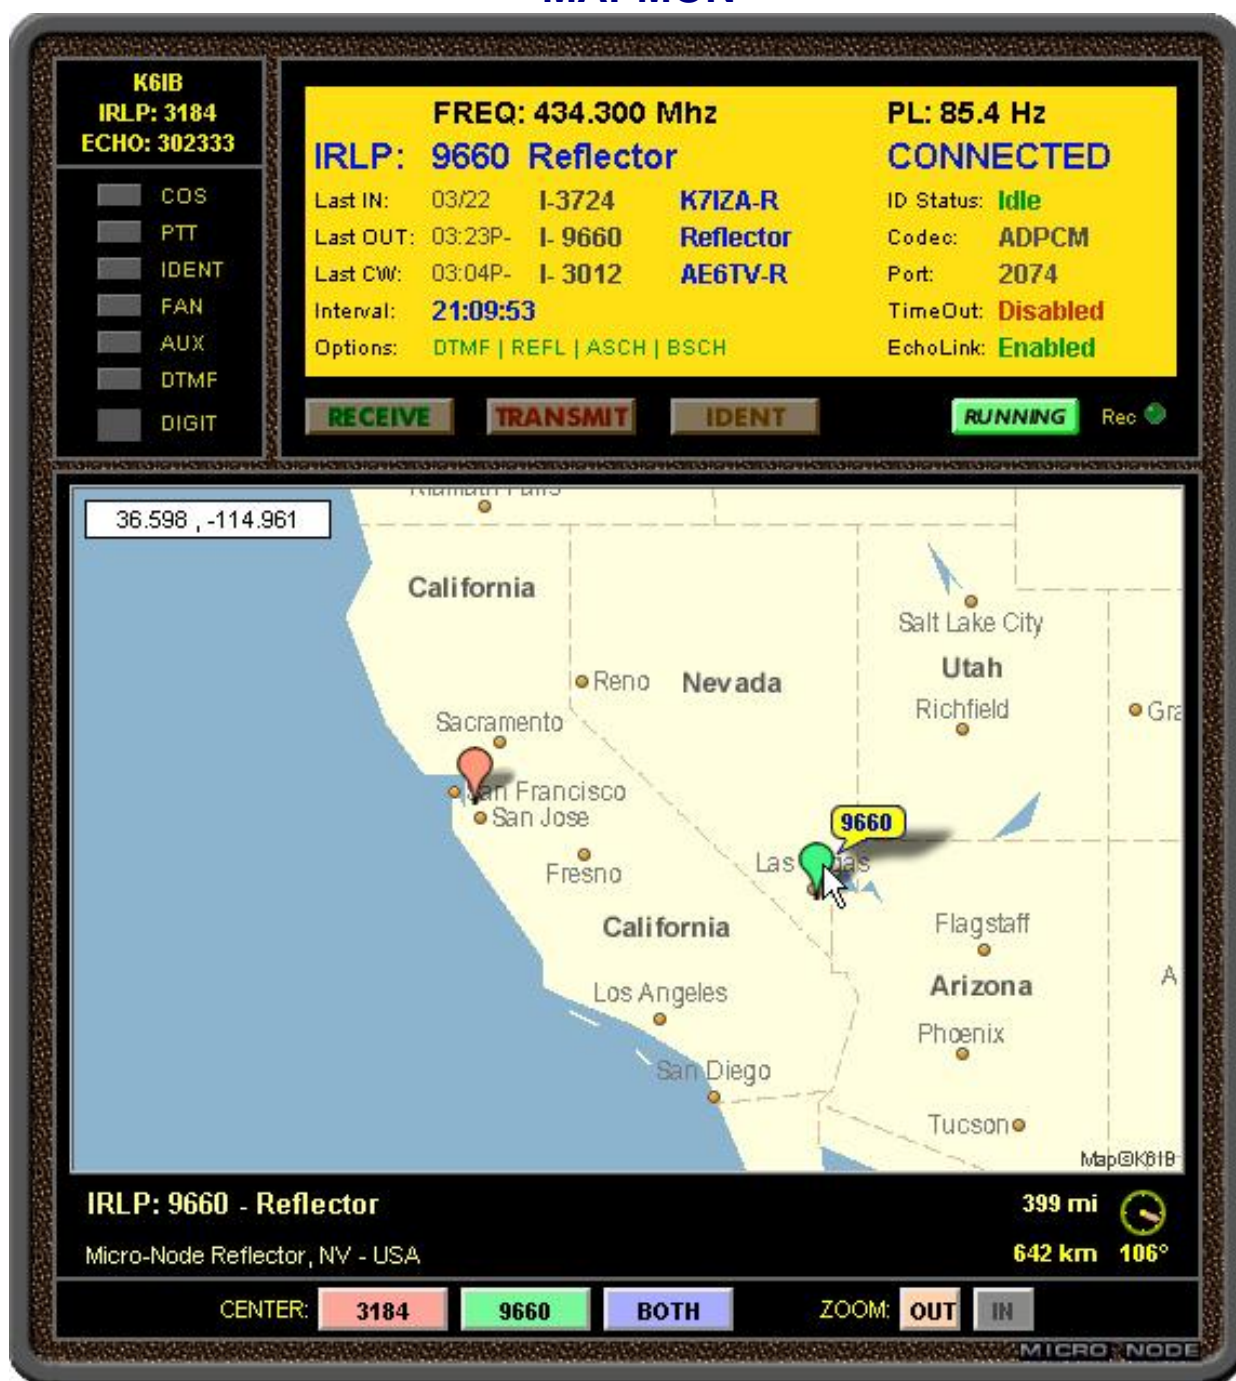 K6IB
IRLP: 3184
ECHO: 302333
COS
PTT
IDENT
FAN
AUX
DTMF
DIGIT
FREQ: 434.300 Mhz PL: 85.4 Hz
IRLP: 9660 Reflector CONNECTED
Last IN: 03/22 I-3724 K7IZA-R ID Status: Idle
Last OUT: 03:23P- I- 9660 Reflector Codec: ADPCM
Last CW: 03:04P- I- 3012 AE6TV-R Port: 2074
Interval: 21:09:53 TimeOut: Disabled
Options: DTMF | REFL | ASCH | BSCH EchoLink: Enabled
RECEIVE TRANSMIT IDENT RUNNING Rec
36.598 , -114.961
California
Salt Lake City
Utah
Reno Nevada
Richfield
Sacramento
San Francisco
San Jose
9660
Las Vegas
Fresno
Flagstaff
California
Arizona
Los Angeles
Phoenix
San Diego
Tucson
Map©K6IB
IRLP: 9660 - Reflector 399 mi
Micro-Node Reflector, NV - USA 642 km 106°
CENTER: 3184 9660 BOTH ZOOM: OUT IN
MICRO NODE